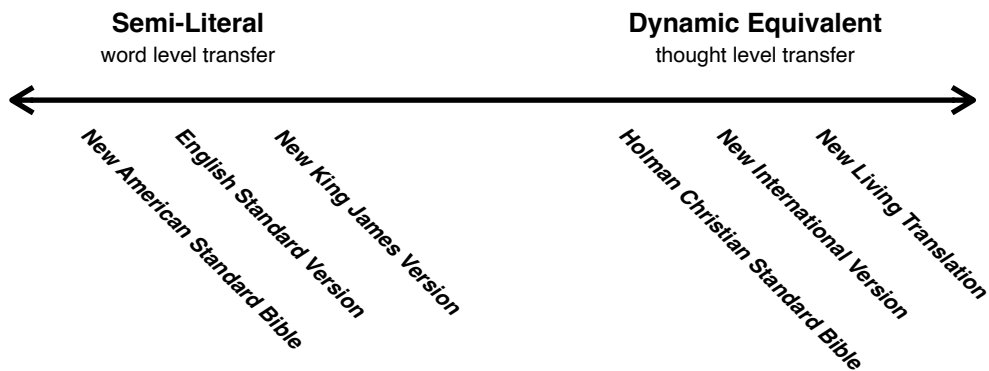 Semi-Literal
word level transfer
Dynamic Equivalent
thought level transfer
New American Standard Bible
English Standard Version
New King James Version
Holman Christian Standard Bible
New International Version
New Living Translation